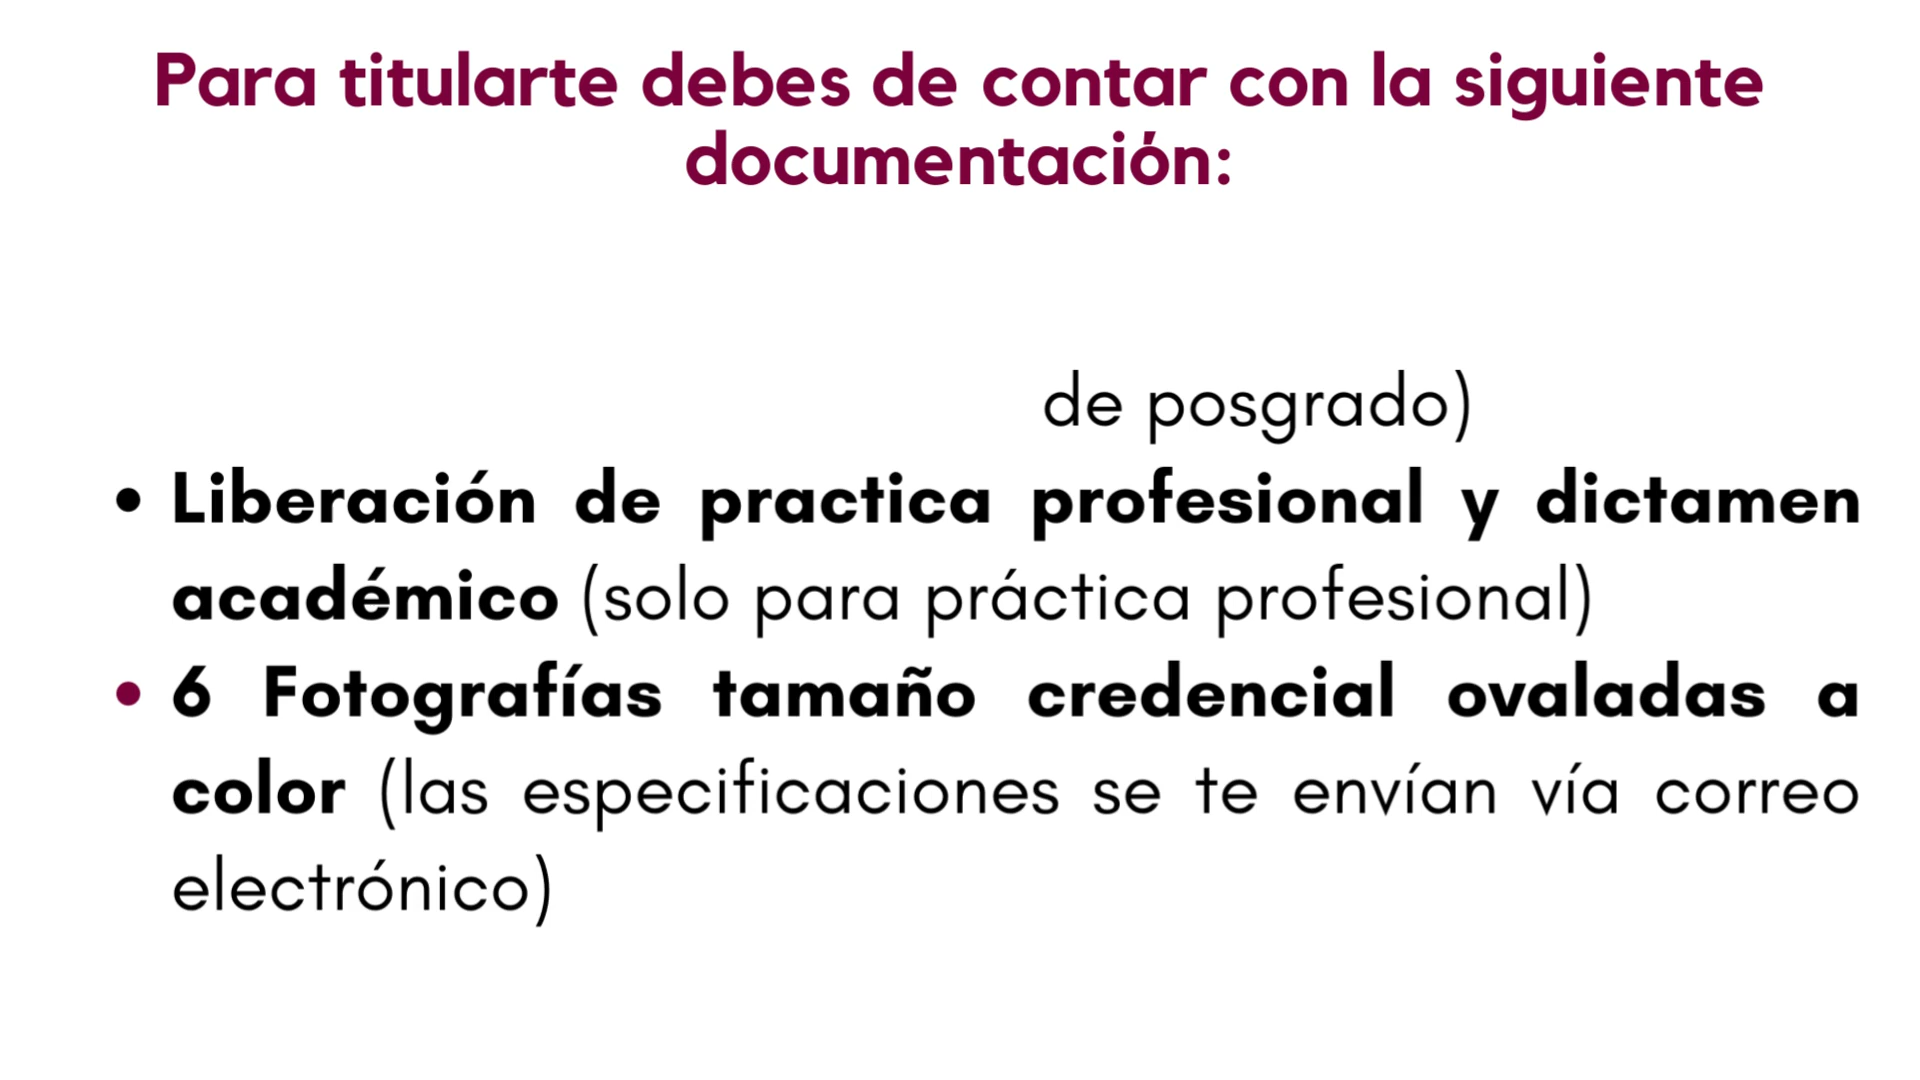 Para titularte debes de contar con la siguiente
documentación:
de posgrado)
• Liberación de practica profesional y dictamen
académico (solo para práctica profesional)
• 6 Fotografías tamaño credencial ovaladas a
color (las especificaciones se te envían vía correo
electrónico)